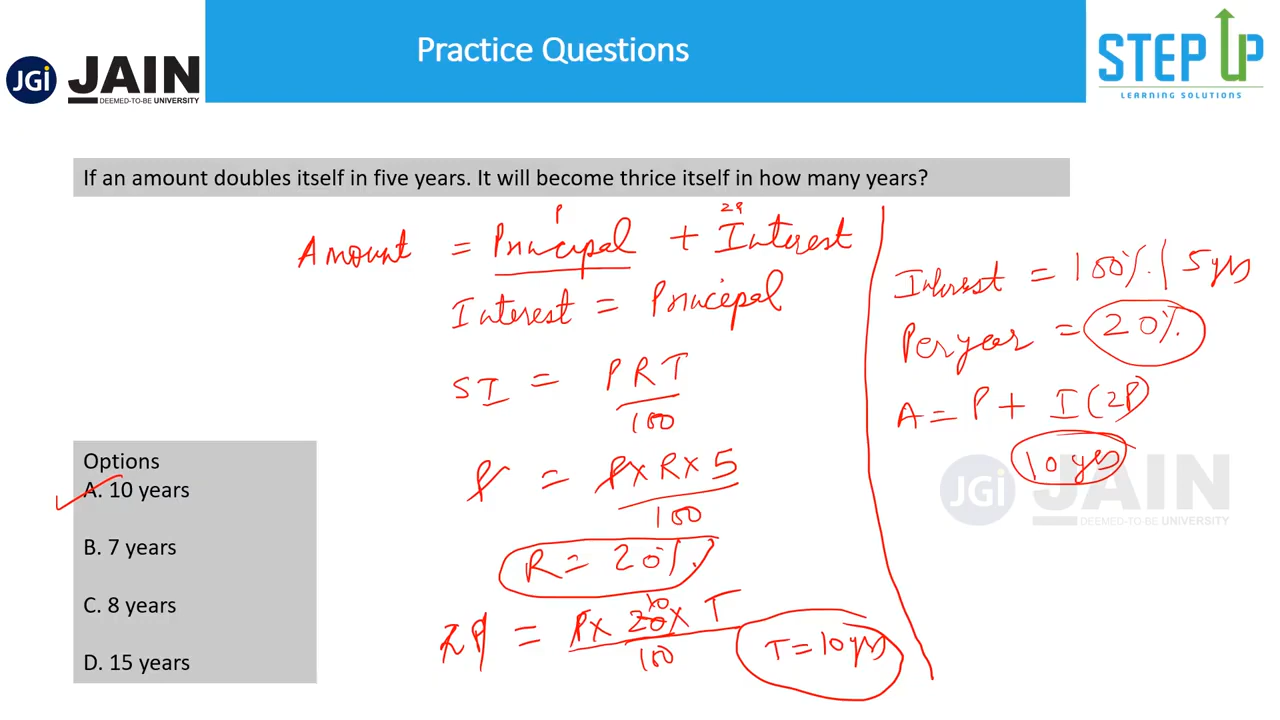 JGi JAIN
DEEMED-TO-BE UNIVERSITY
Practice Questions
STEP UP
LEARNING SOLUTIONS
If an amount doubles itself in five years. It will become thrice itself in how many years?
P 2P
Amount = Principal + Interest
Interest = Principal
SI = PRT
100
P = P x R x 5
100
R = 20%
10
2P = P x 20 x T
100
T = 10 yrs
Interest = 100% | 5 yrs
Per year = 20%
A = P + I (2P)
10 yrs
JGi JAIN
DEEMED-TO-BE UNIVERSITY
Options
A. 10 years
B. 7 years
C. 8 years
D. 15 years